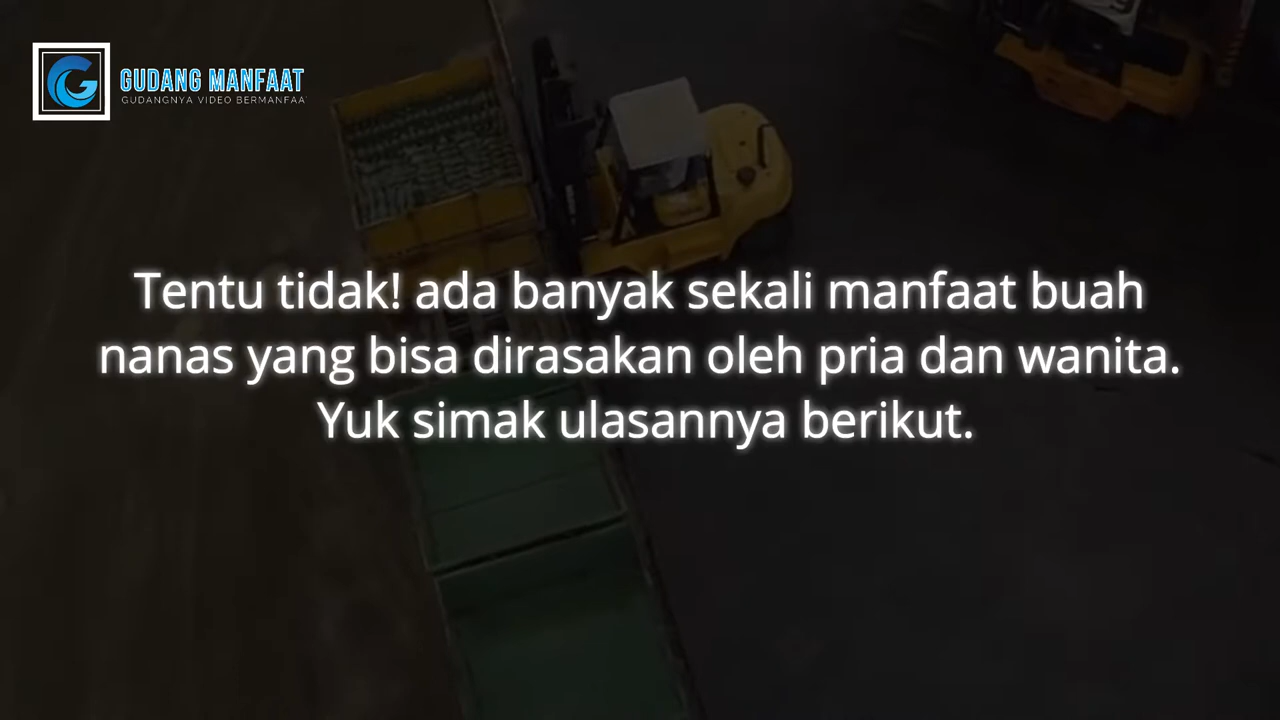 GUDANG MANFAAT
GUDANGNYA VIDEO BERMANFAA
Tentu tidak! ada banyak sekali manfaat buah
nanas yang bisa dirasakan oleh pria dan wanita.
Yuk simak ulasannya berikut.